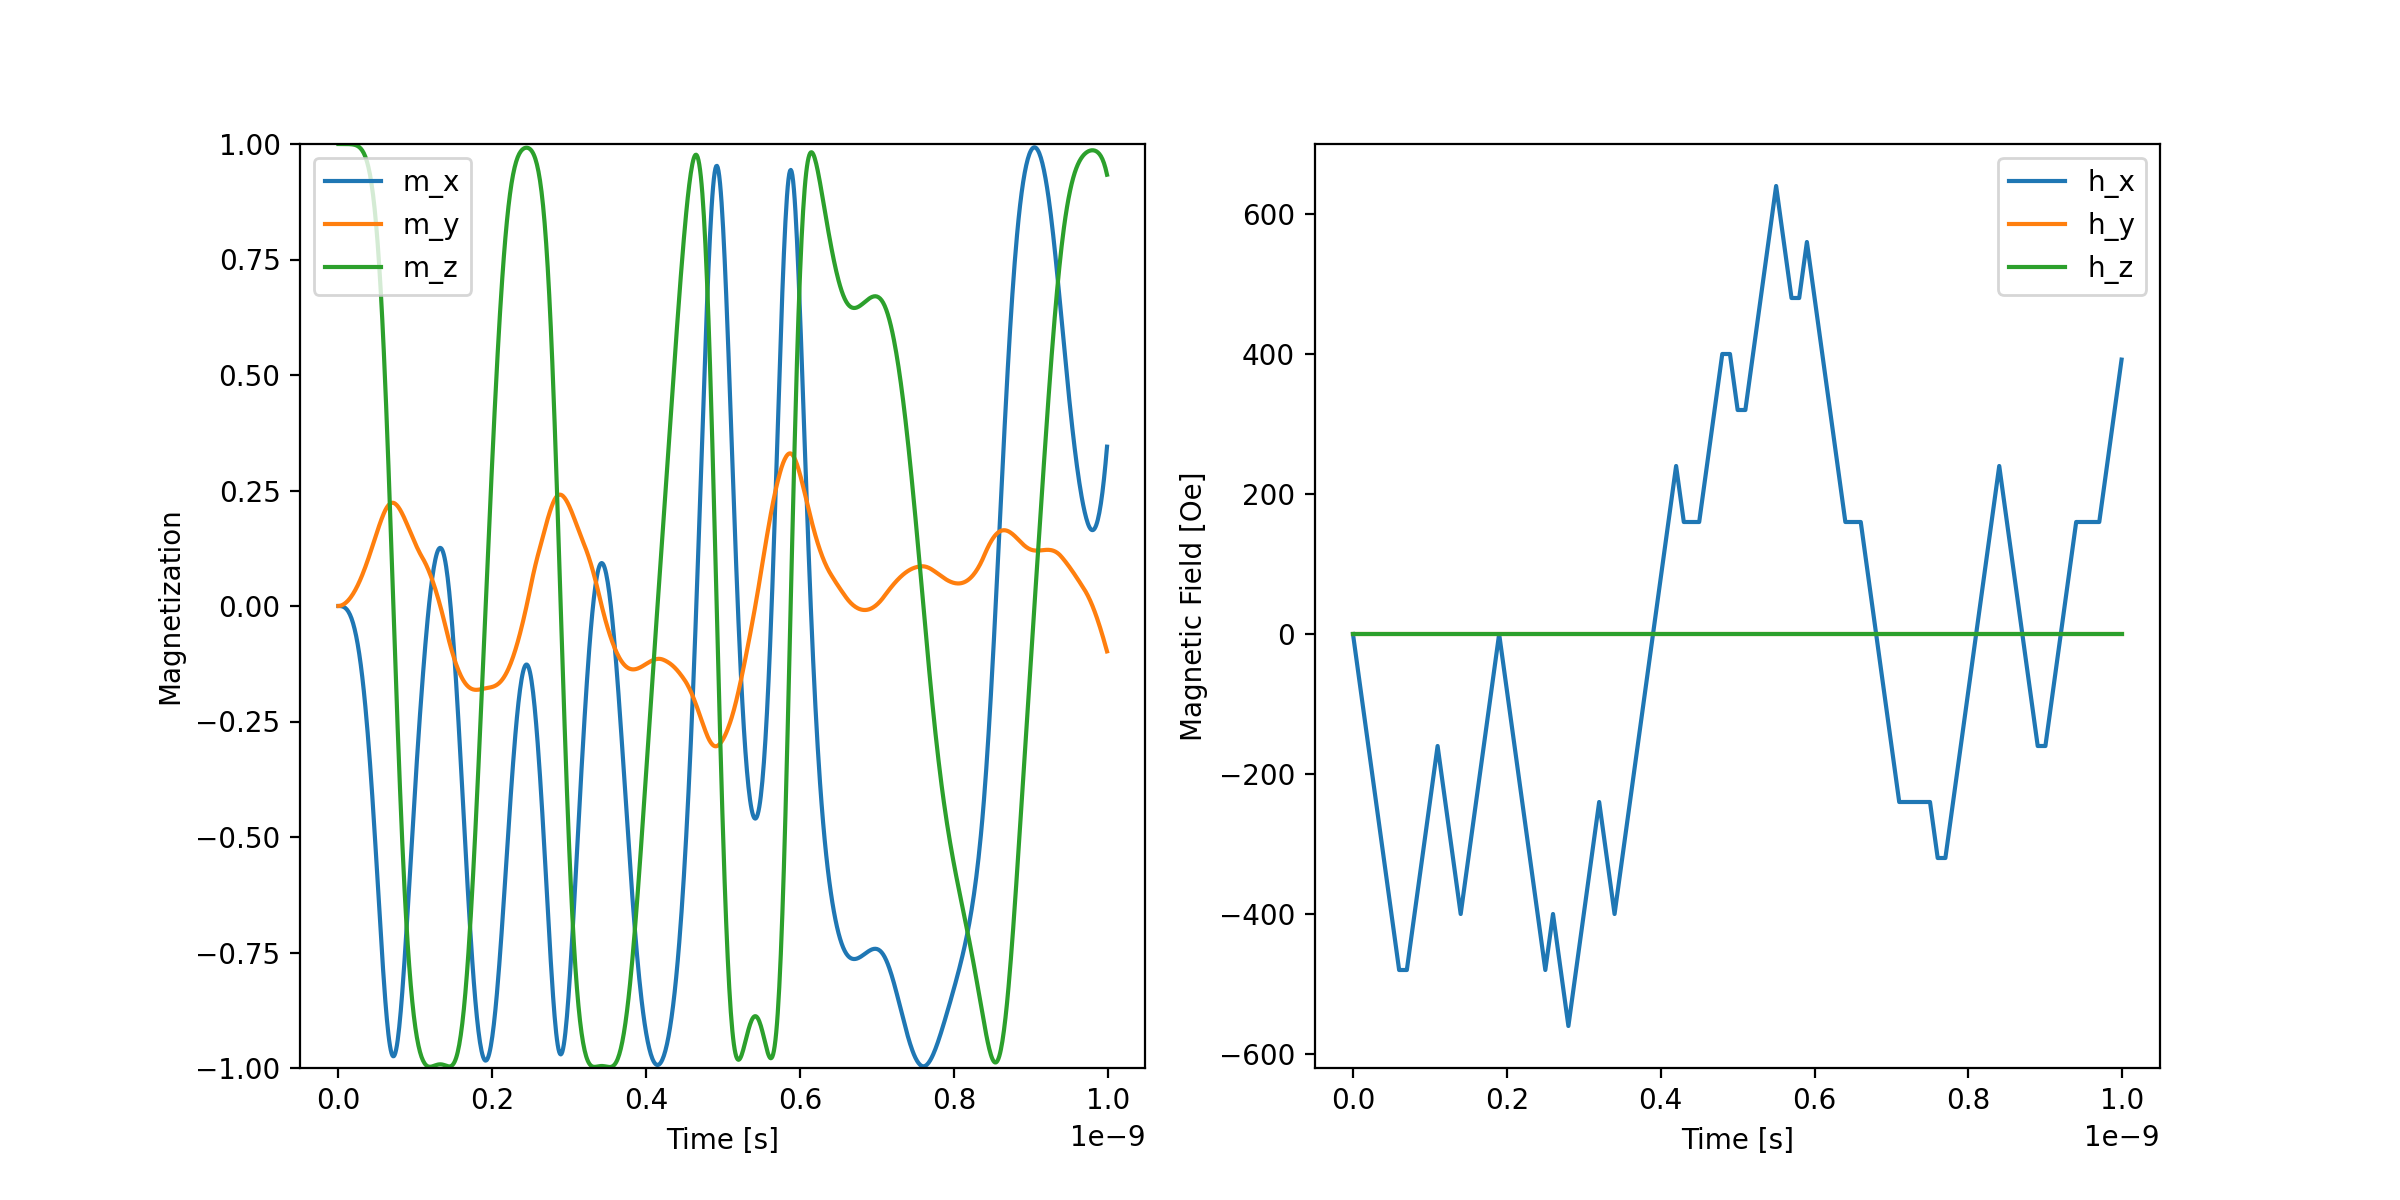 1.00
0.75
0.50
0.25
0.00
−0.25
−0.50
−0.75
−1.00
Magnetization
m_x
m_y
m_z
0.0 0.2 0.4 0.6 0.8 1.0
Time [s]
1e−9
600
400
200
0
−200
−400
−600
Magnetic Field [Oe]
h_x
h_y
h_z
0.0 0.2 0.4 0.6 0.8 1.0
Time [s]
1e−9